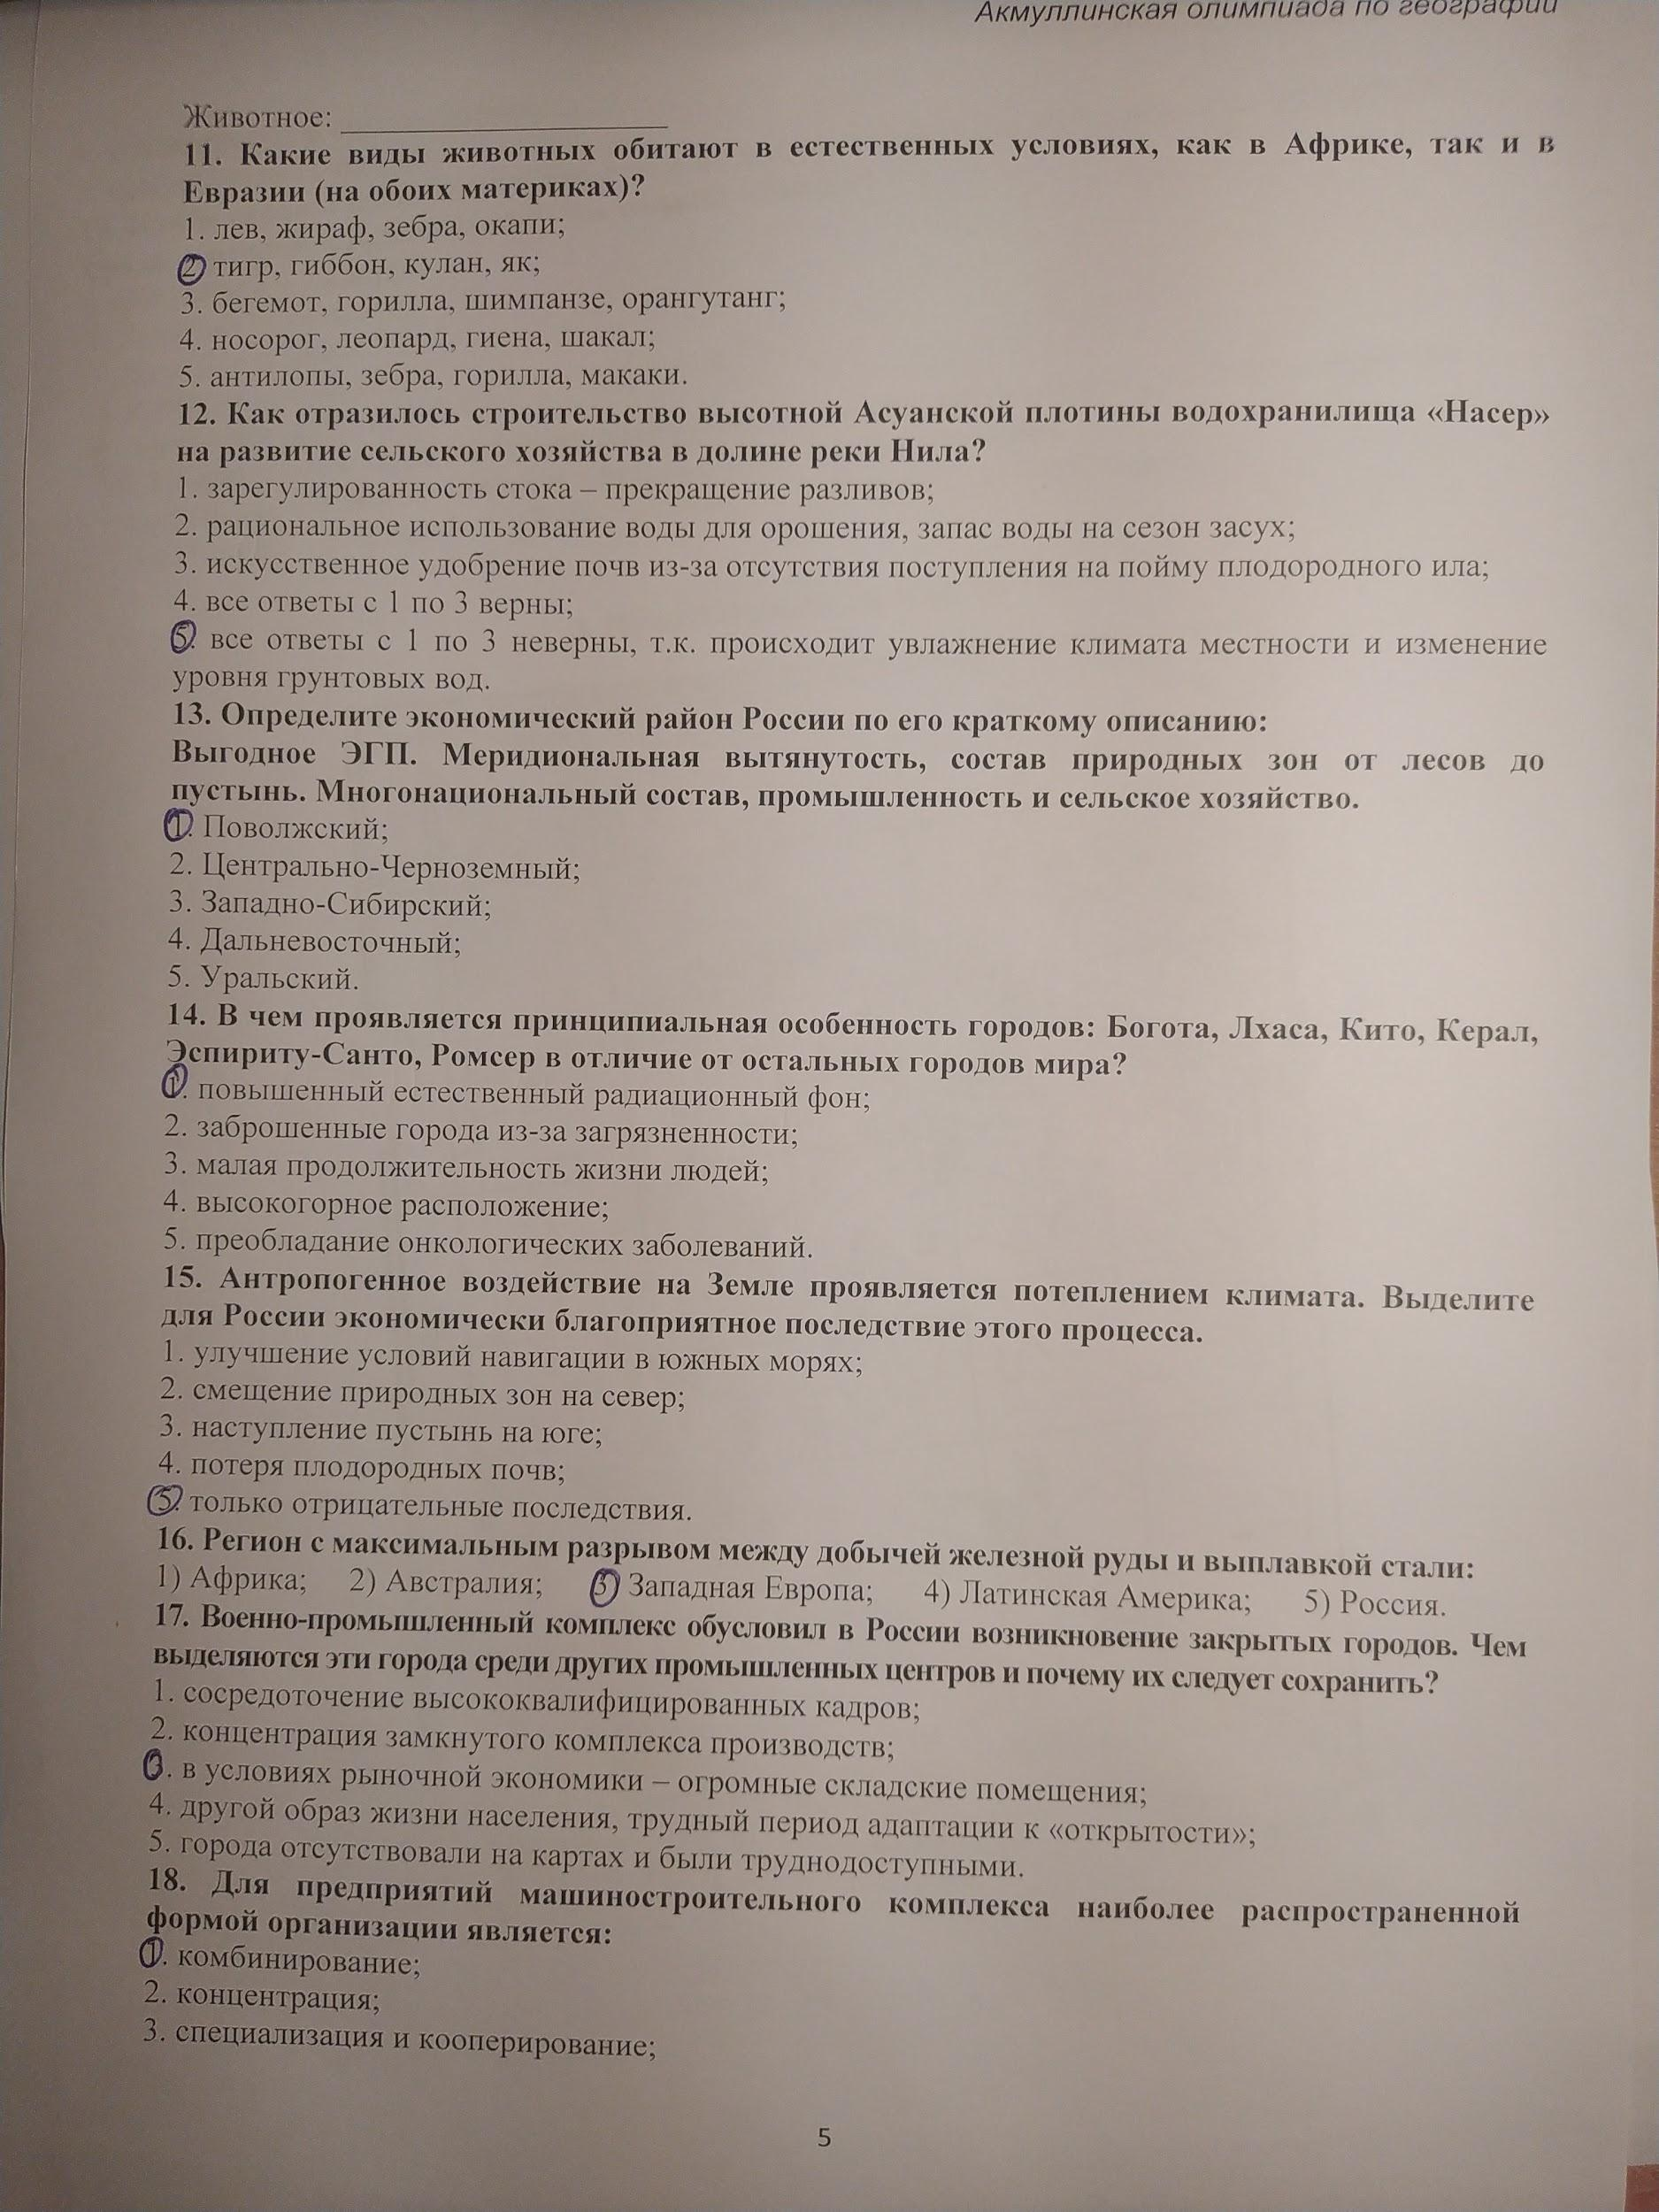 Акмуллинская олимпиада по географии
Животное:
11. Какие виды животных обитают в естественных условиях, как в Африке, так и в
Евразии (на обоих материках)?
1. лев, жираф, зебра, окапи;
2. тигр, гиббон, кулан, як;
3. бегемот, горилла, шимпанзе, орангутанг;
4. носорог, леопард, гиена, шакал;
5. антилопы, зебра, горилла, макаки.
12. Как отразилось строительство высотной Асуанской плотины водохранилища «Насер»
на развитие сельского хозяйства в долине реки Нила?
1. зарегулированность стока – прекращение разливов;
2. рациональное использование воды для орошения, запас воды на сезон засух;
3. искусственное удобрение почв из-за отсутствия поступления на пойму плодородного ила;
4. все ответы с 1 по 3 верны;
5. все ответы с 1 по 3 неверны, т.к. происходит увлажнение климата местности и изменение
уровня грунтовых вод.
13. Определите экономический район России по его краткому описанию:
Выгодное ЭГП. Меридиональная вытянутость, состав природных зон от лесов до
пустынь. Многонациональный состав, промышленность и сельское хозяйство.
1. Поволжский;
2. Центрально-Черноземный;
3. Западно-Сибирский;
4. Дальневосточный;
5. Уральский.
14. В чем проявляется принципиальная особенность городов: Богота, Лхаса, Кито, Керал,
Эспириту-Санто, Ромсер в отличие от остальных городов мира?
1. повышенный естественный радиационный фон;
2. заброшенные города из-за загрязненности;
3. малая продолжительность жизни людей;
4. высокогорное расположение;
5. преобладание онкологических заболеваний.
15. Антропогенное воздействие на Земле проявляется потеплением климата. Выделите
для России экономически благоприятное последствие этого процесса.
1. улучшение условий навигации в южных морях;
2. смещение природных зон на север;
3. наступление пустынь на юге;
4. потеря плодородных почв;
5. только отрицательные последствия.
16. Регион с максимальным разрывом между добычей железной руды и выплавкой стали:
1) Африка; 2) Австралия; 3) Западная Европа; 4) Латинская Америка; 5) Россия.
17. Военно-промышленный комплекс обусловил в России возникновение закрытых городов. Чем
выделяются эти города среди других промышленных центров и почему их следует сохранить?
1. сосредоточение высококвалифицированных кадров;
2. концентрация замкнутого комплекса производств;
3. в условиях рыночной экономики – огромные складские помещения;
4. другой образ жизни населения, трудный период адаптации к «открытости»;
5. города отсутствовали на картах и были труднодоступными.
18. Для предприятий машиностроительного комплекса наиболее распространенной
формой организации является:
1. комбинирование;
2. концентрация;
3. специализация и кооперирование;
5